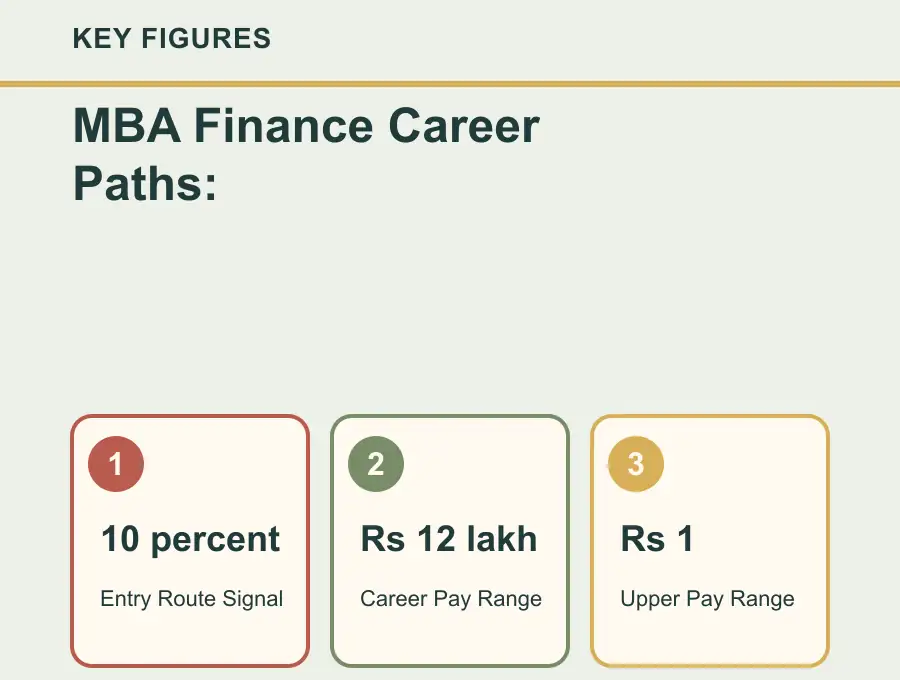 KEY FIGURES
MBA Finance Career
Paths:
1
10 percent
Entry Route Signal
2
Rs 12 lakh
Career Pay Range
3
Rs 1
Upper Pay Range